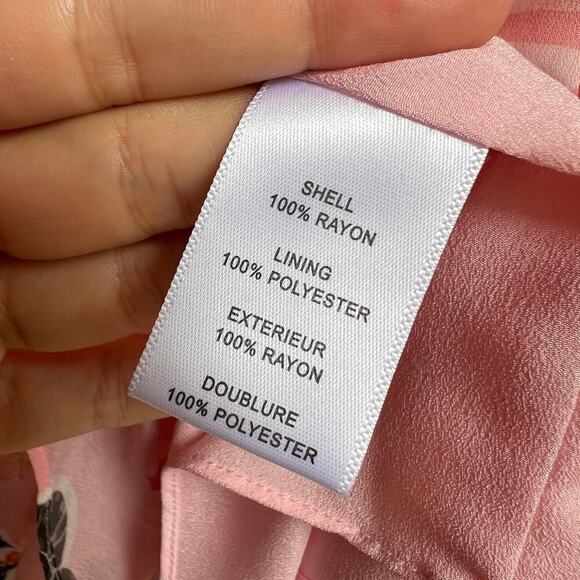 SHELL
100% RAYON
LINING
100% POLYESTER
EXTERIEUR
100% RAYON
DOUBLURE
100% POLYESTER